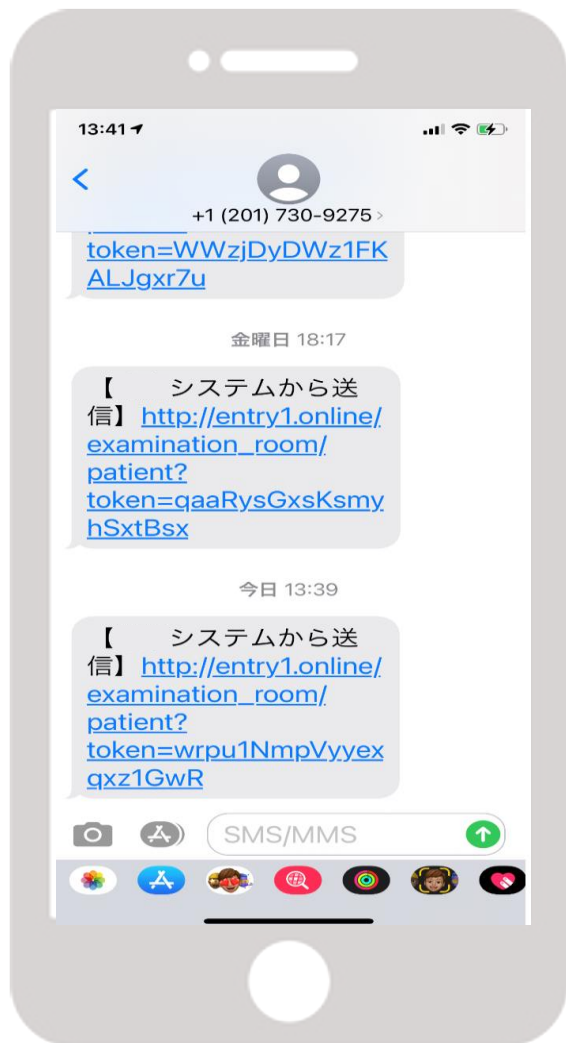 13:41
+1 (201) 730-9275
token=WWzjDyDWz1FK
ALJgxr7u
金曜日 18:17
【 システムから送
信】 http://entry1.online/
examination_room/
patient?
token=qaaRysGxsKsmy
hSxtBsx
今日 13:39
【 システムから送
信】 http://entry1.online/
examination_room/
patient?
token=wrpu1NmpVyyex
qxz1GwR
SMS/MMS